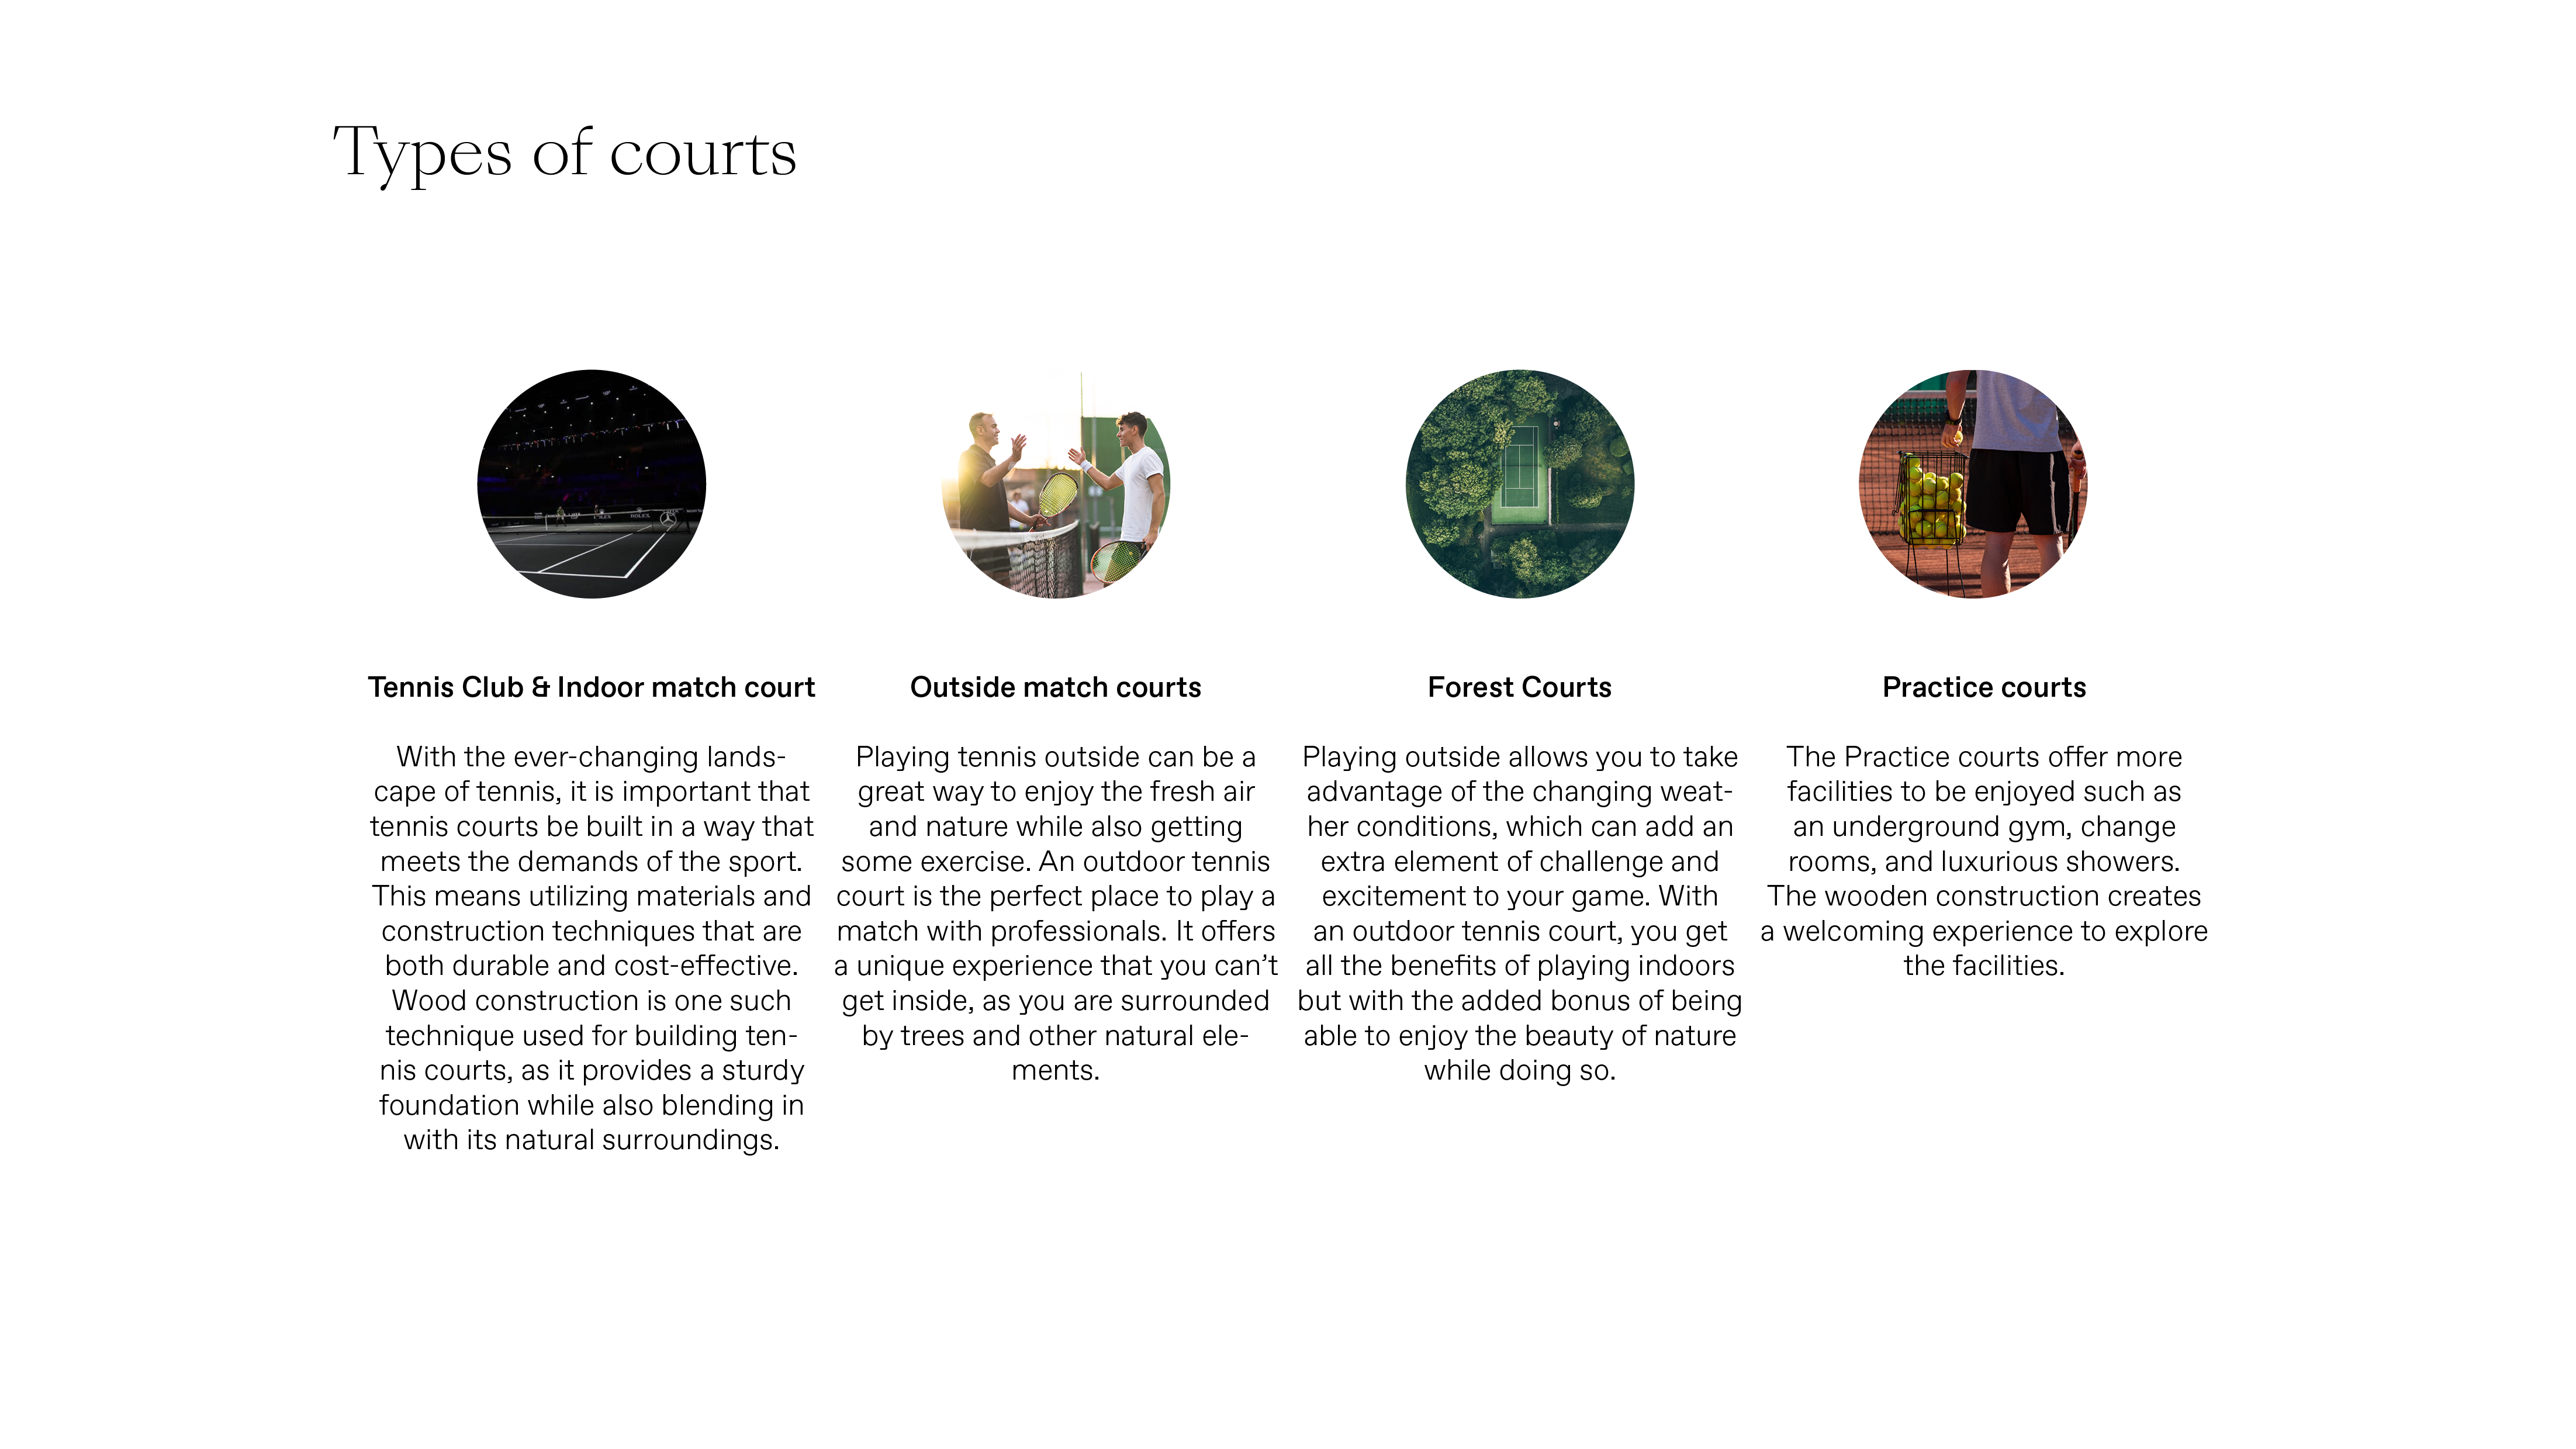 Types of courts
Tennis Club & Indoor match court
With the ever-changing lands-
cape of tennis, it is important that
tennis courts be built in a way that
meets the demands of the sport.
This means utilizing materials and
construction techniques that are
both durable and cost-effective.
Wood construction is one such
technique used for building ten-
nis courts, as it provides a sturdy
foundation while also blending in
with its natural surroundings.
Outside match courts
Playing tennis outside can be a
great way to enjoy the fresh air
and nature while also getting
some exercise. An outdoor tennis
court is the perfect place to play a
match with professionals. It offers
a unique experience that you can’t
get inside, as you are surrounded
by trees and other natural ele-
ments.
Forest Courts
Playing outside allows you to take
advantage of the changing weat-
her conditions, which can add an
extra element of challenge and
excitement to your game. With
an outdoor tennis court, you get
all the benefits of playing indoors
but with the added bonus of being
able to enjoy the beauty of nature
while doing so.
Practice courts
The Practice courts offer more
facilities to be enjoyed such as
an underground gym, change
rooms, and luxurious showers.
The wooden construction creates
a welcoming experience to explore
the facilities.